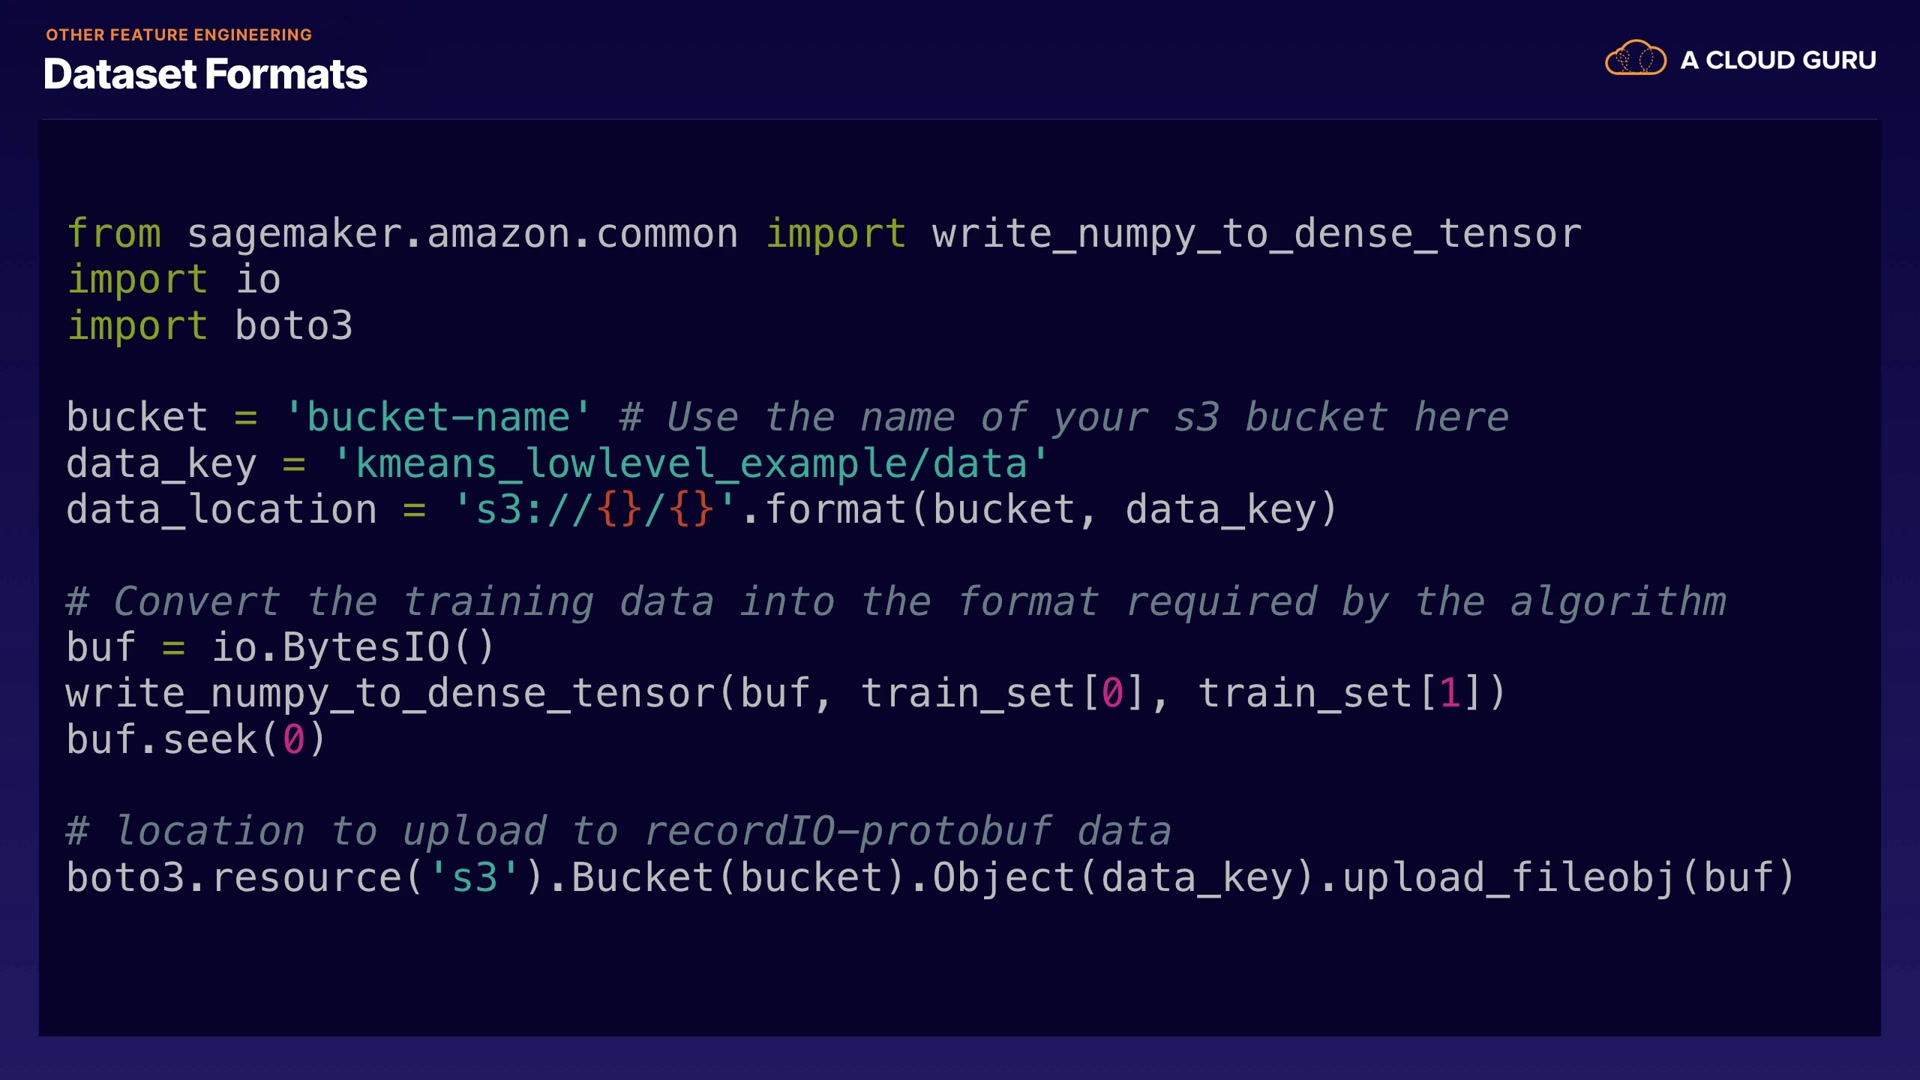 OTHER FEATURE ENGINEERING
Dataset Formats
A CLOUD GURU
from sagemaker.amazon.common import write_numpy_to_dense_tensor
import io
import boto3
bucket = 'bucket-name' # Use the name of your s3 bucket here
data_key = 'kmeans_lowlevel_example/data'
data_location = 's3://{}/{}'.format(bucket, data_key)
# Convert the training data into the format required by the algorithm
buf = io.BytesIO()
write_numpy_to_dense_tensor(buf, train_set[0], train_set[1])
buf.seek(0)
# location to upload to recordIO-protobuf data
boto3.resource('s3').Bucket(bucket).Object(data_key).upload_fileobj(buf)